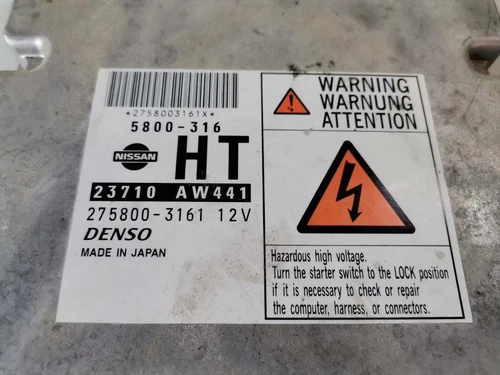 *2758003161X*
5800-316
NISSAN
HT
23710 AW441
275800-3161 12V
DENSO
MADE IN JAPAN
WARNING
WARNUNG
ATTENTION
Hazardous high voltage.
Turn the starter switch to the LOCK position
if it is necessary to check or repair
the computer, harness, or connectors.